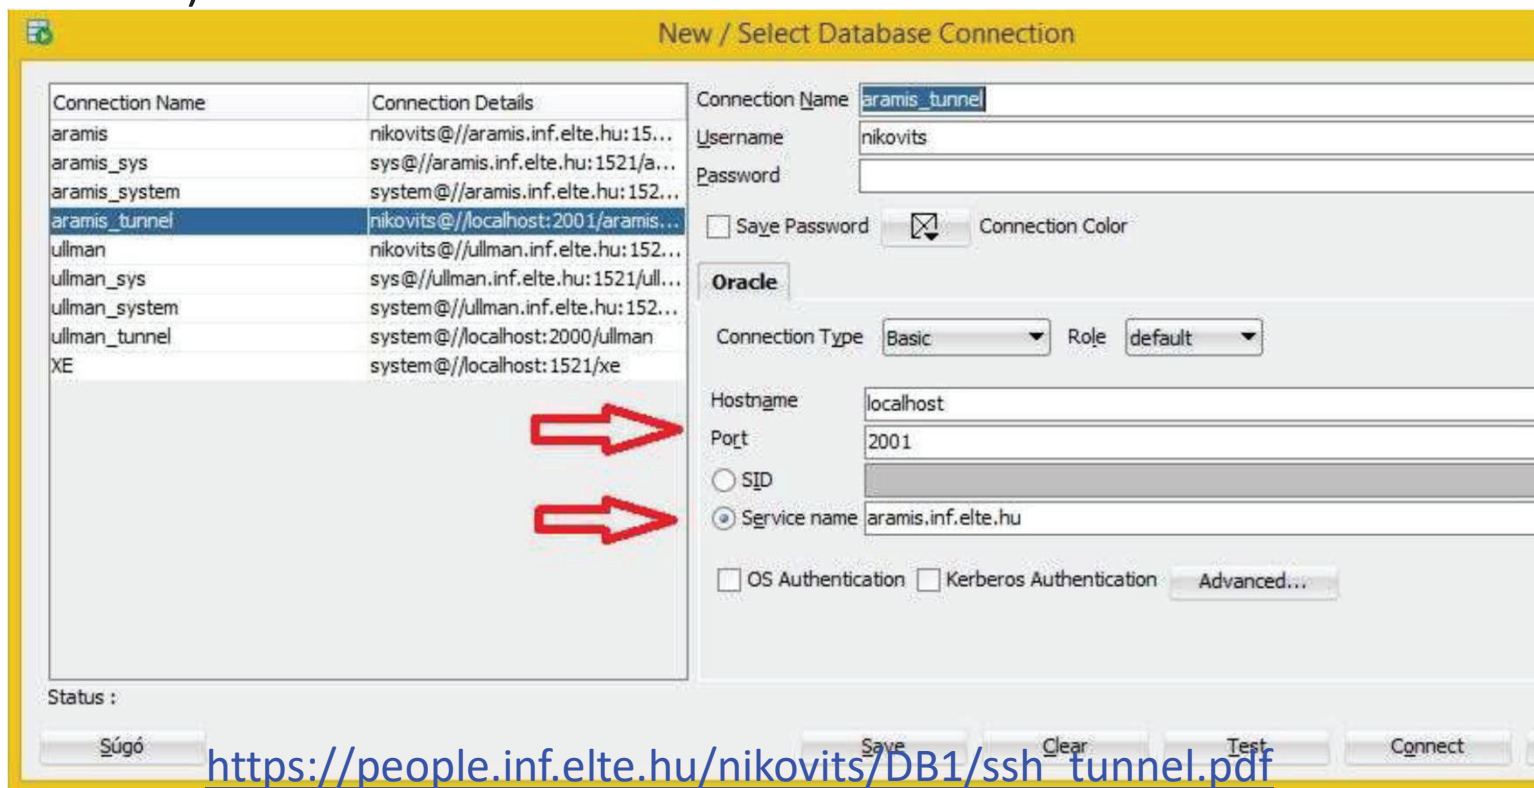 New / Select Database Connection
Connection Name Connection Details
aramis nikovits@//aramis.inf.elte.hu:15...
aramis_sys sys@//aramis.inf.elte.hu:1521/a...
aramis_system system@//aramis.inf.elte.hu:152...
aramis_tunnel nikovits@//localhost:2001/aramis...
ullman nikovits@//ullman.inf.elte.hu:152...
ullman_sys sys@//ullman.inf.elte.hu:1521/ull...
ullman_system system@//ullman.inf.elte.hu:152...
ullman_tunnel system@//localhost:2000/ullman
XE system@//localhost:1521/xe
Connection Name aramis_tunnel
Username nikovits
Password
Save Password Connection Color
Oracle
Connection Type Basic Role default
Hostname localhost
Port 2001
SID
Service name aramis.inf.elte.hu
OS Authentication Kerberos Authentication Advanced...
Status :
Súgó Save Clear Test Connect
https://people.inf.elte.hu/nikovits/DB1/ssh_tunnel.pdf